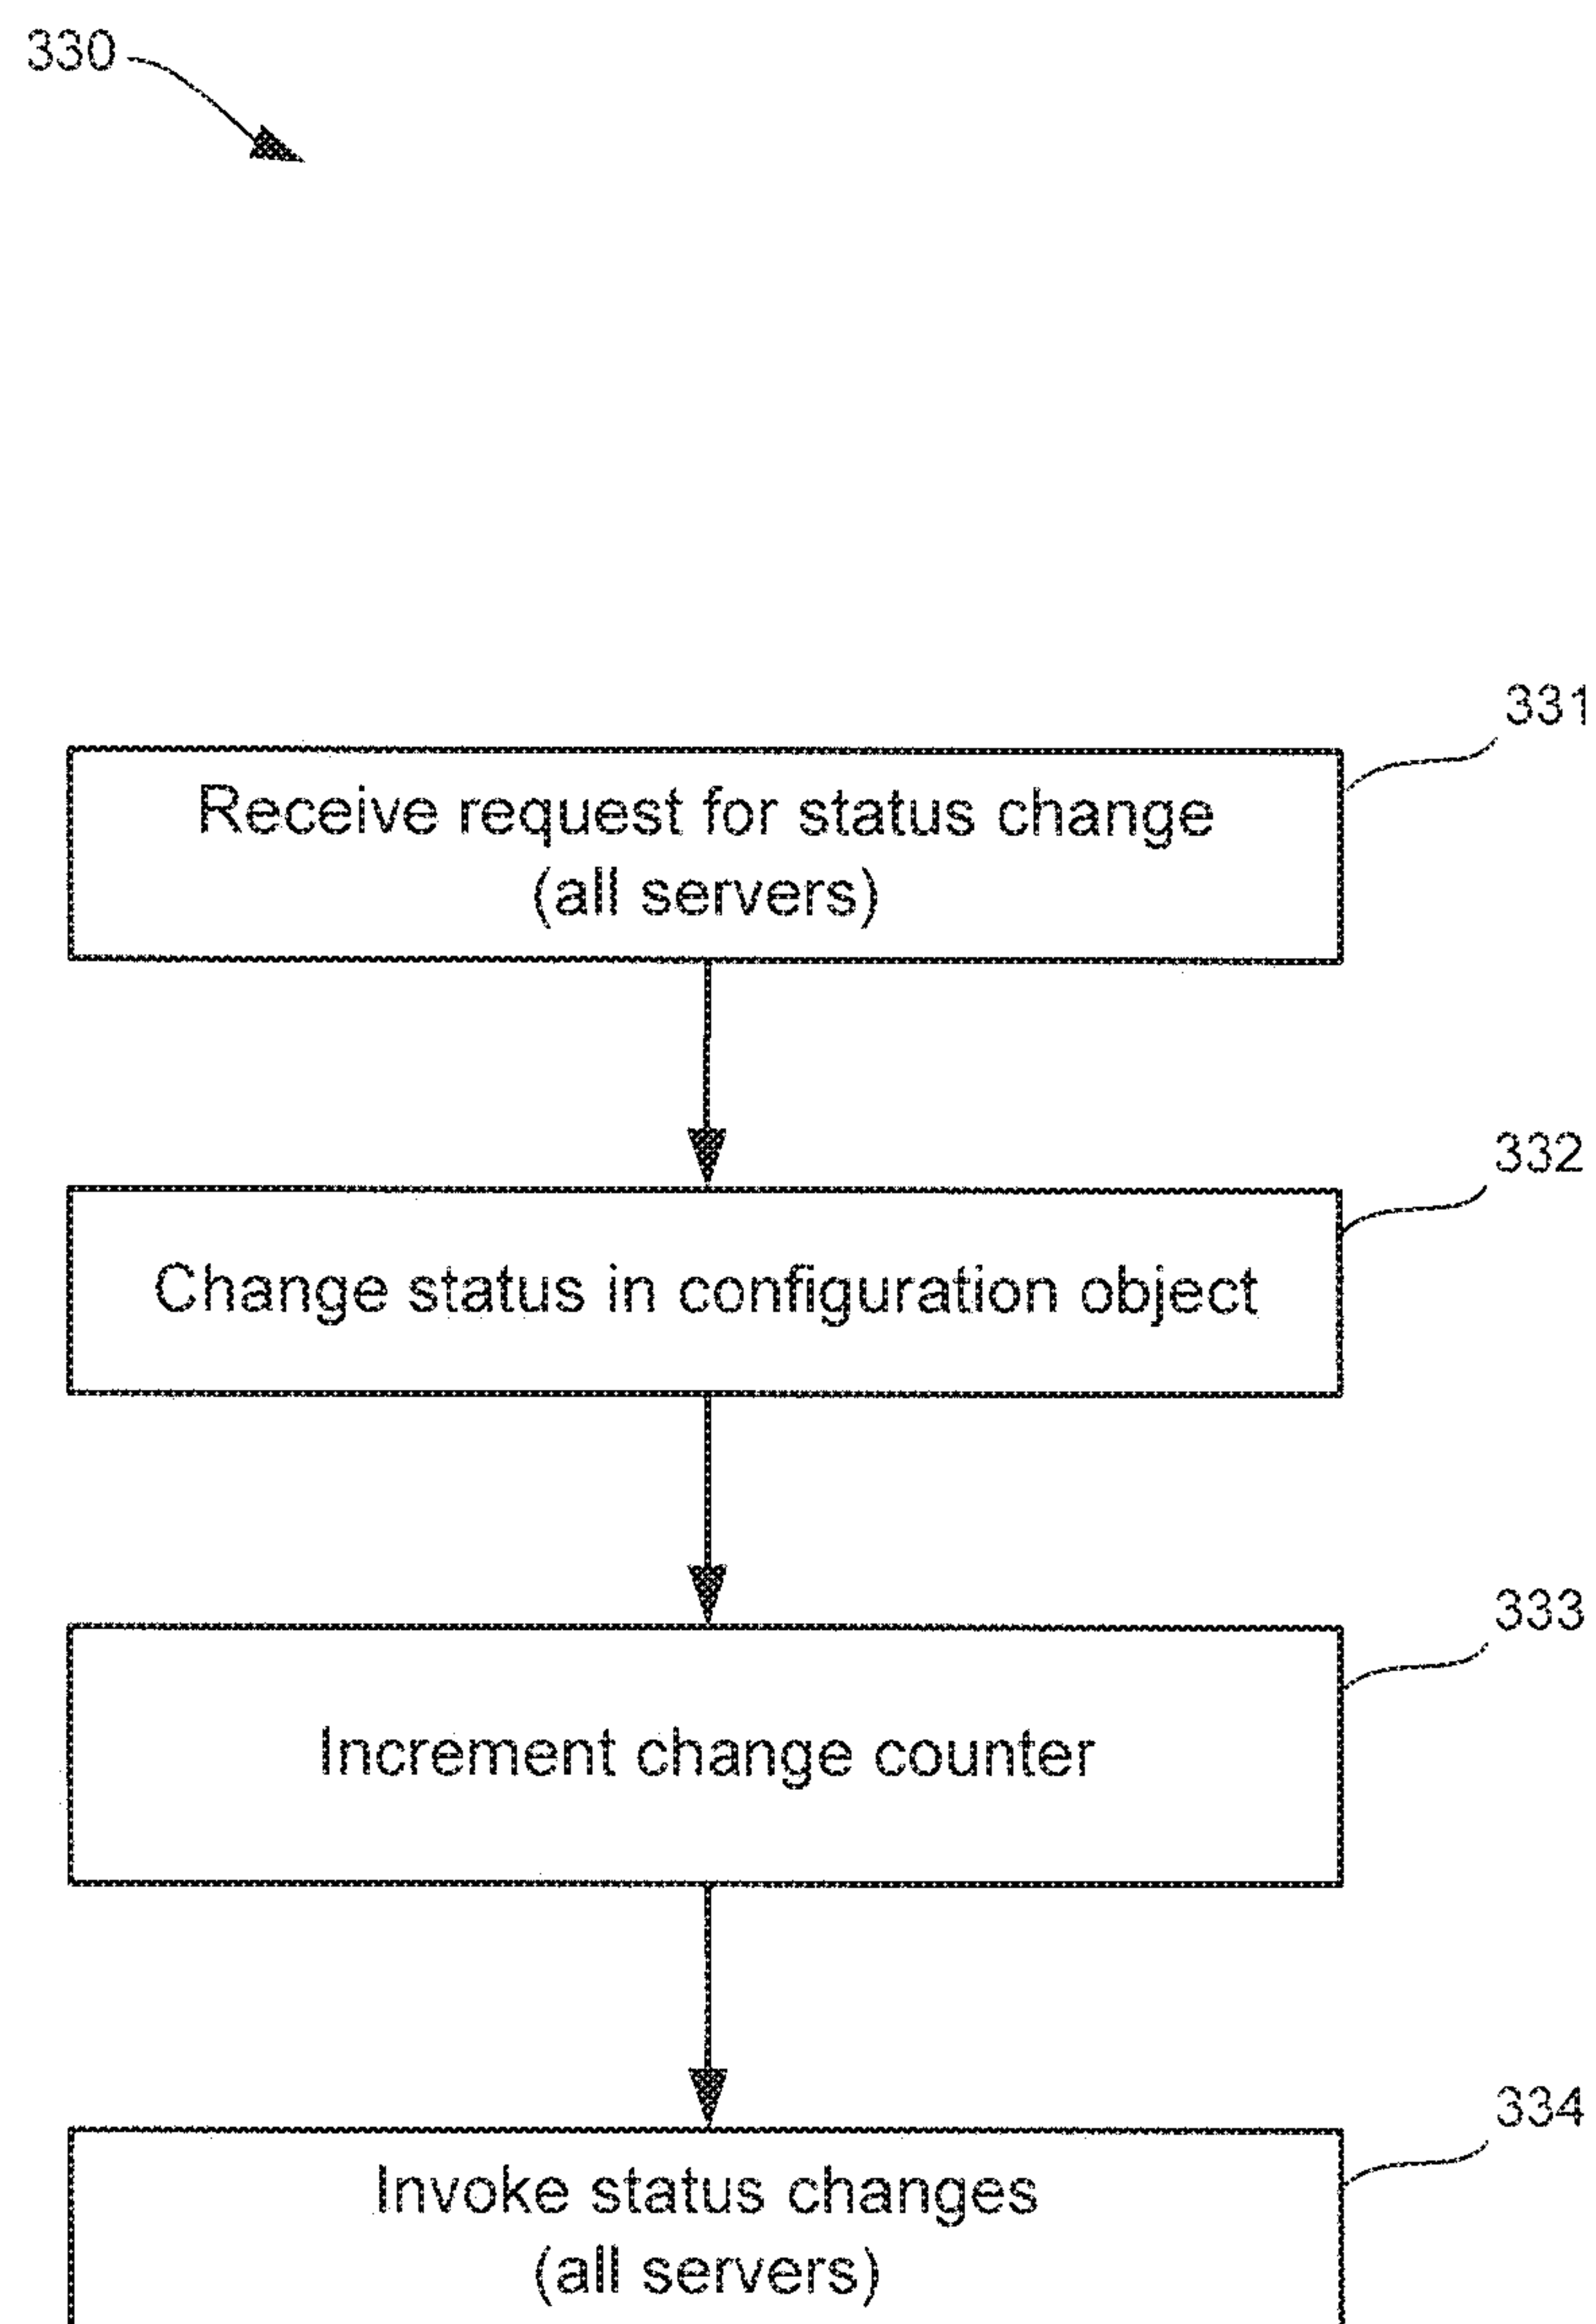 330
331
Receive request for status change
(all servers)
332
Change status in configuration object
333
Increment change counter
334
Invoke status changes
(all servers)